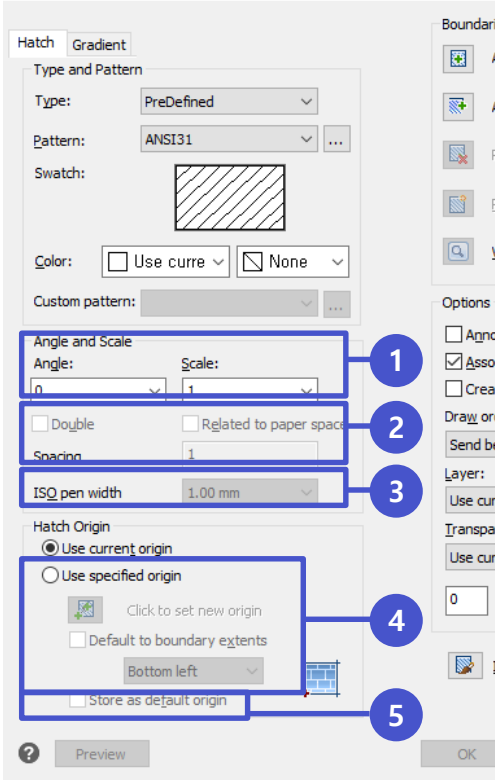 Boundari
Hatch Gradient
Type and Pattern
Type: PreDefined
Pattern: ANSI31 ...
Swatch:
Color: Use curre None
Custom pattern: ...
Options
Angle and Scale
Angle: Scale:
0 1
1
Anno
Asso
Crea
Double Related to paper space
Spacing 1
2
Draw or
Send be
ISO pen width 1.00 mm
3
Layer:
Use cur
Hatch Origin
Use current origin
Use specified origin
Click to set new origin
Default to boundary extents
Bottom left
4
Transpa
Use cur
0
Store as default origin
5
? Preview
OK